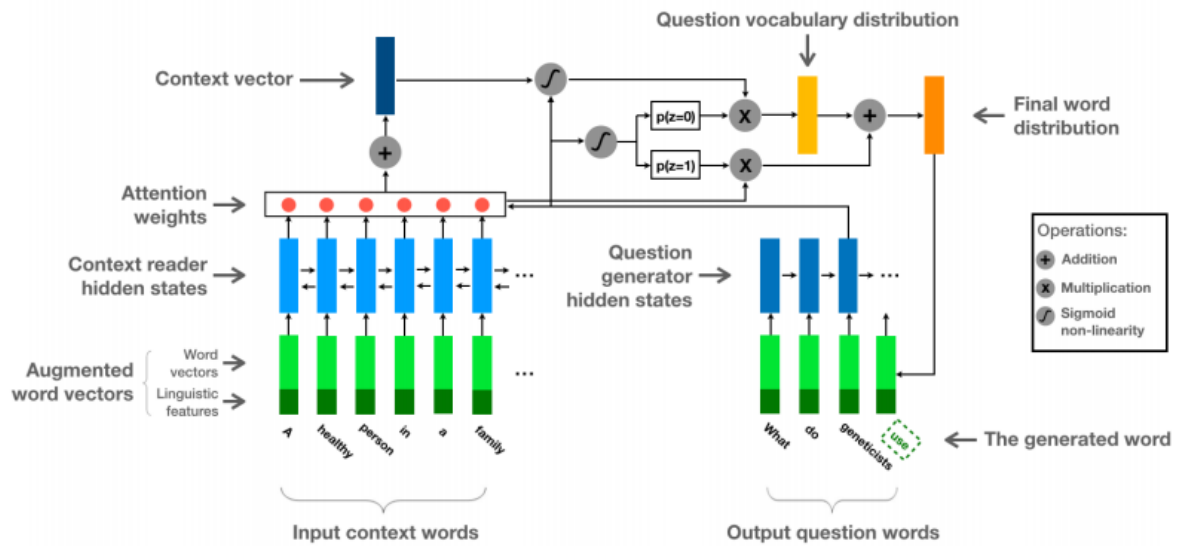 Question vocabulary distribution
Context vector
p(z=0)
Final word
distribution
p(z=1)
Attention
weights
Context reader
hidden states
...
Question
generator
hidden states
...
Operations:
Addition
Multiplication
Sigmoid
non-linearity
Augmented
word vectors
Word
vectors
Linguistic
features
...
A
healthy
person
in
a
family
What
do
geneticists
use
The generated word
Input context words
Output question words